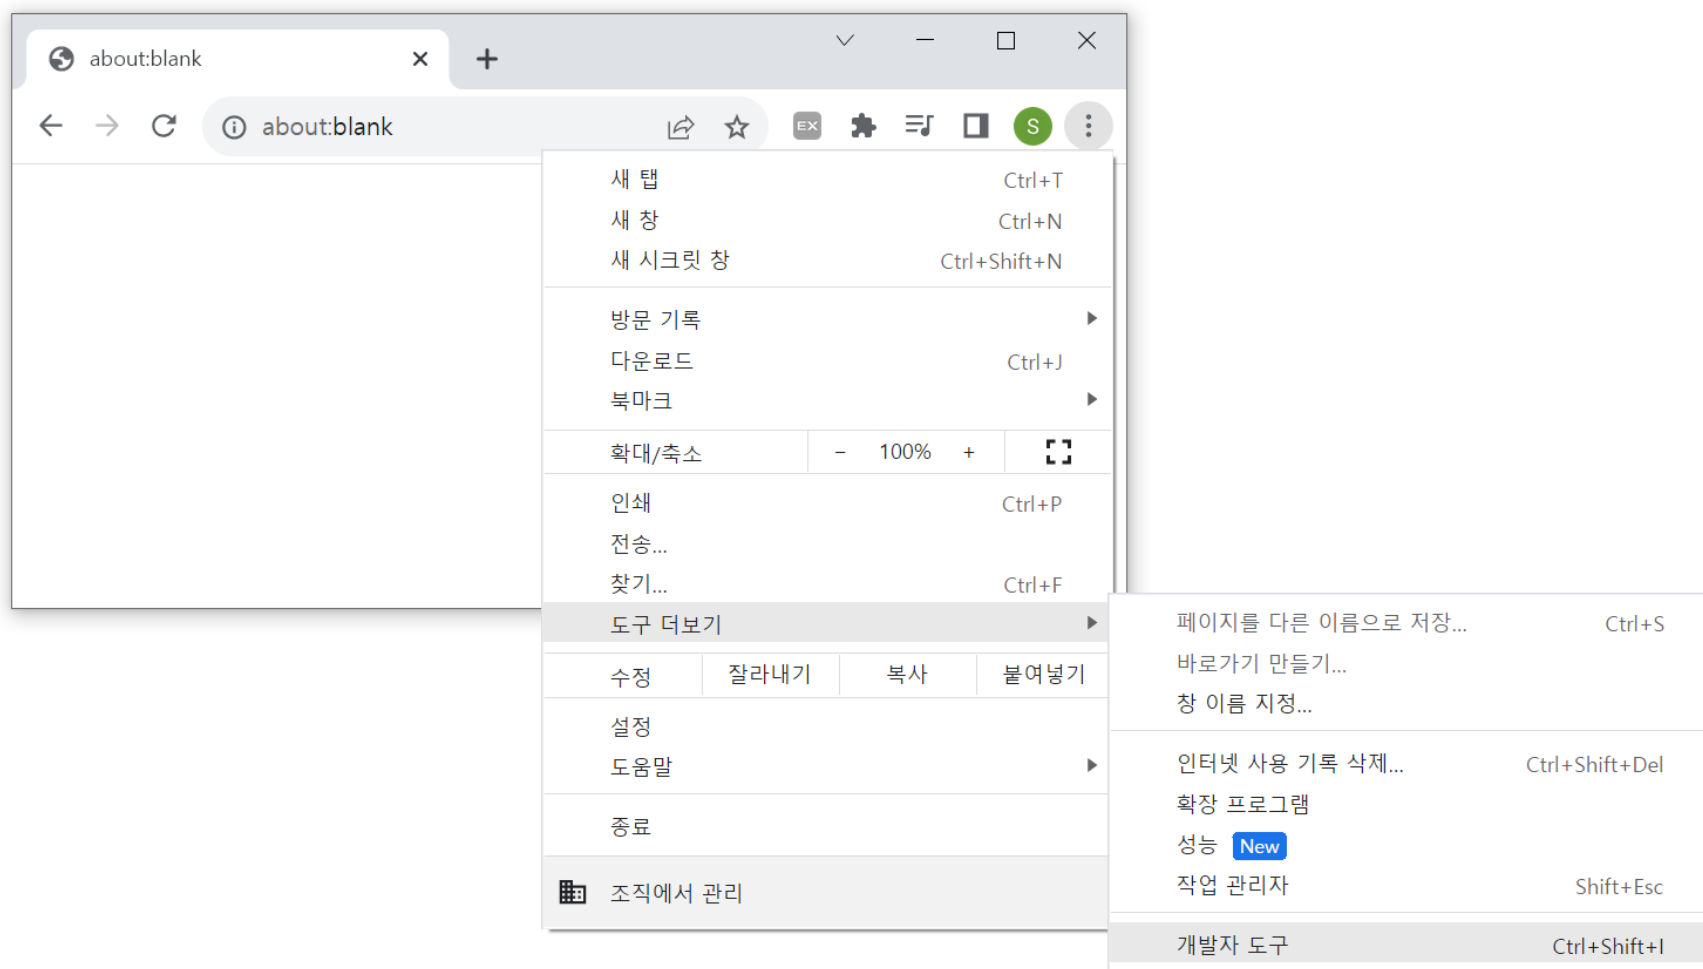 about:blank
about:blank
EX
S
새 탭 Ctrl+T
새 창 Ctrl+N
새 시크릿 창 Ctrl+Shift+N
방문 기록
다운로드 Ctrl+J
북마크
확대/축소 − 100% +
인쇄 Ctrl+P
전송...
찾기... Ctrl+F
도구 더보기
수정 잘라내기 복사 붙여넣기
설정
도움말
종료
조직에서 관리
페이지를 다른 이름으로 저장... Ctrl+S
바로가기 만들기...
창 이름 지정...
인터넷 사용 기록 삭제... Ctrl+Shift+Del
확장 프로그램
성능 New
작업 관리자 Shift+Esc
개발자 도구 Ctrl+Shift+I